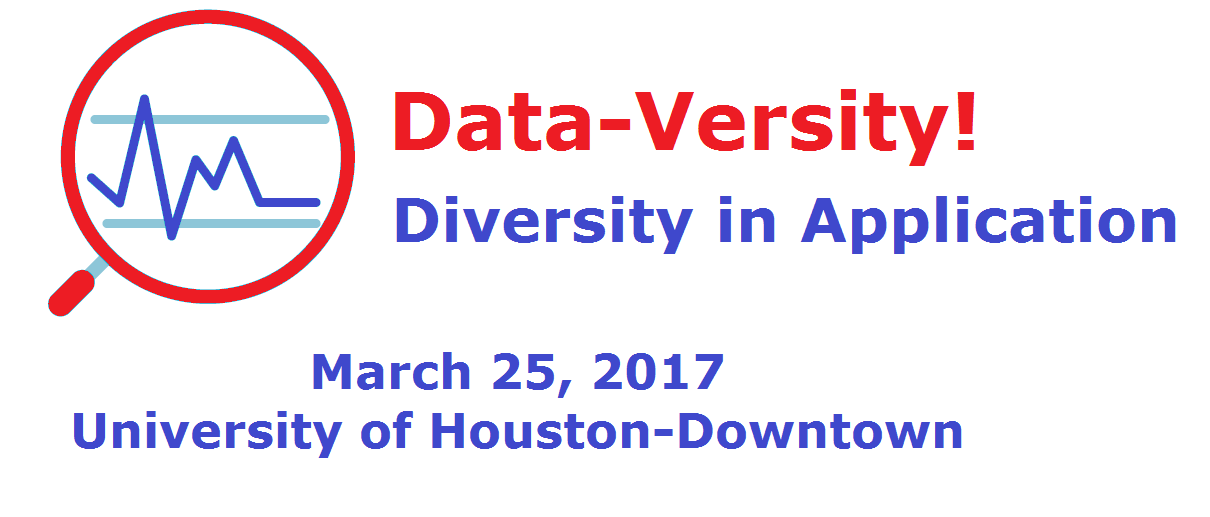 Data-Versity!
Diversity in Application
March 25, 2017
University of Houston-Downtown